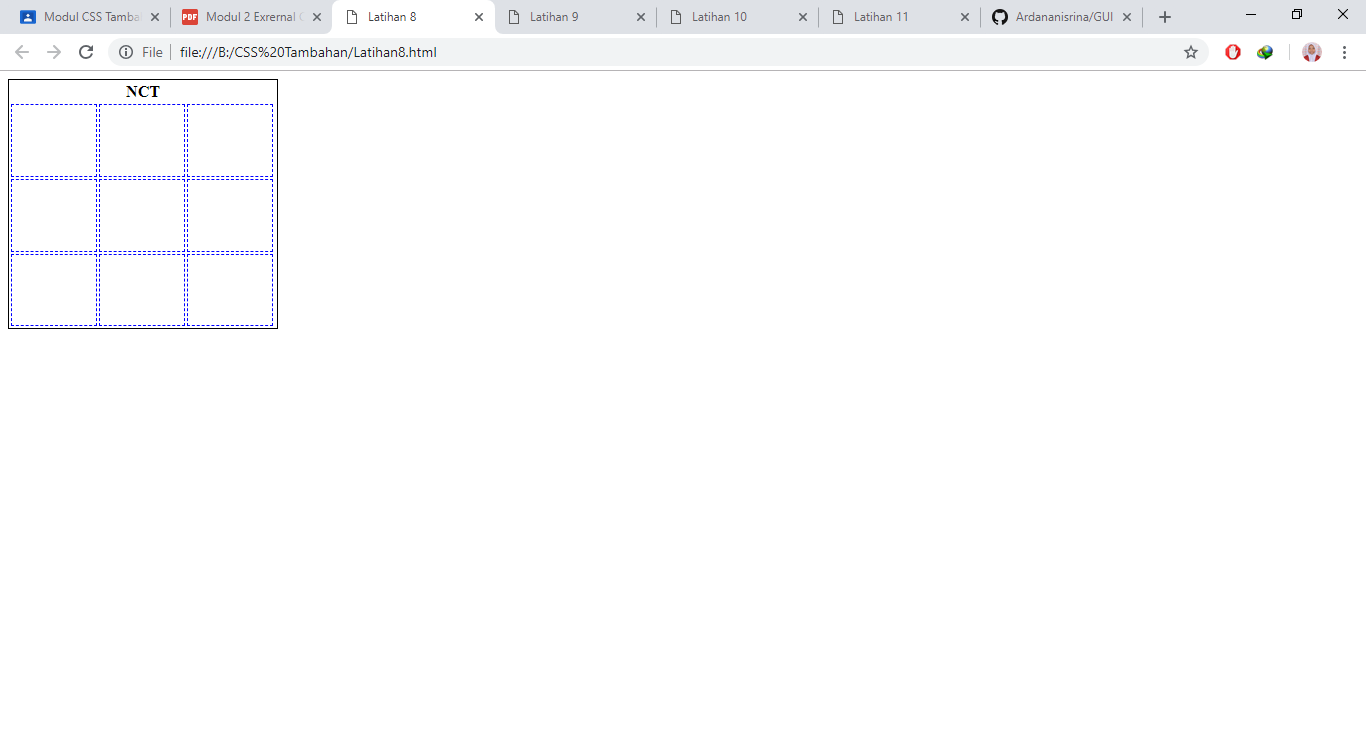 Modul CSS Tambal
PDF
Modul 2 Exrernal C
Latihan 8
Latihan 9
Latihan 10
Latihan 11
Ardananisrina/GUI
File
file:///B:/CSS%20Tambahan/Latihan8.html
NCT